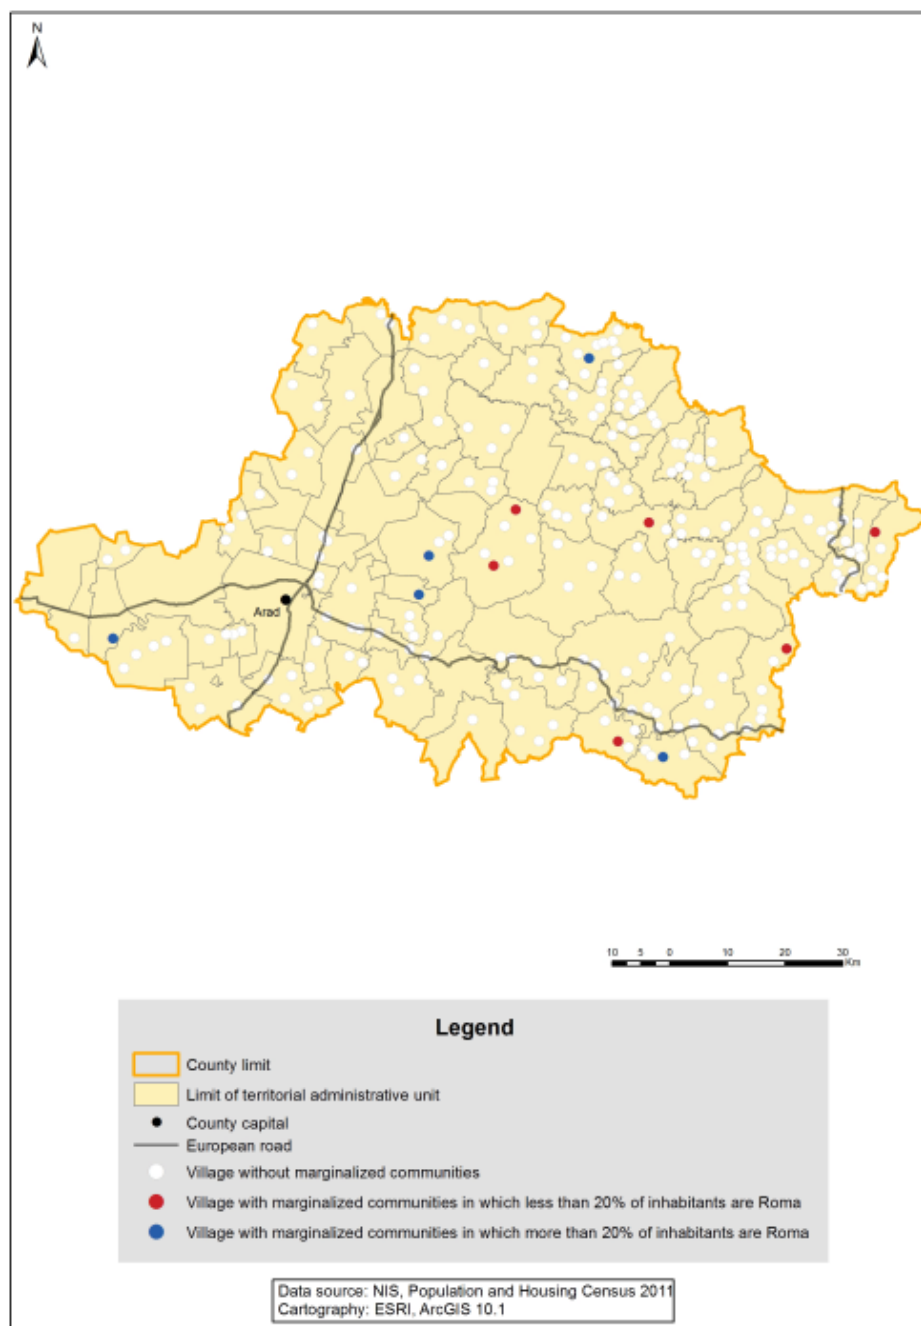 N
Arad
10 5 0 10 20 30
Km
Legend
County limit
Limit of territorial administrative unit
County capital
European road
Village without marginalized communities
Village with marginalized communities in which less than 20% of inhabitants are Roma
Village with marginalized communities in which more than 20% of inhabitants are Roma
Data source: NIS, Population and Housing Census 2011
Cartography: ESRI, ArcGIS 10.1